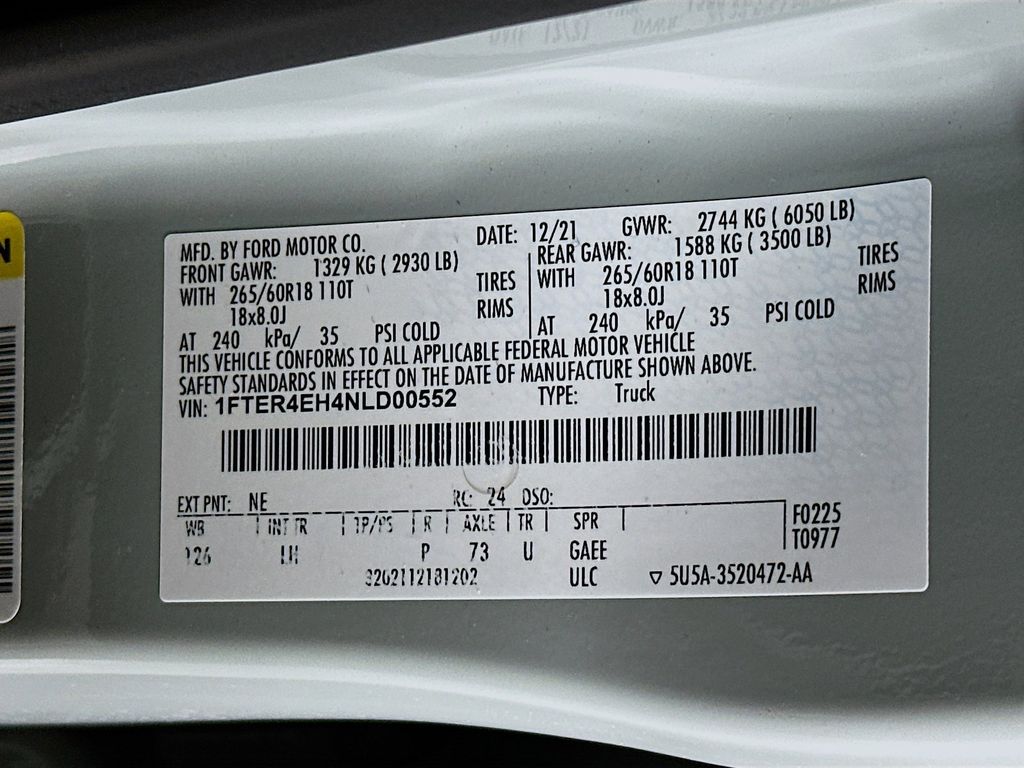 N
MFD. BY FORD MOTOR CO. DATE: 12/21 GVWR: 2744 KG ( 6050 LB)
FRONT GAWR: 1329 KG ( 2930 LB) REAR GAWR: 1588 KG ( 3500 LB)
WITH 265/60R18 110T TIRES WITH 265/60R18 110T TIRES
18x8.0J RIMS 18x8.0J RIMS
AT 240 kPa/ 35 PSI COLD AT 240 kPa/ 35 PSI COLD
THIS VEHICLE CONFORMS TO ALL APPLICABLE FEDERAL MOTOR VEHICLE
SAFETY STANDARDS IN EFFECT ON THE DATE OF MANUFACTURE SHOWN ABOVE.
VIN: 1FTER4EH4NLD00552 TYPE: Truck
EXT PNT: NE RC: 24 DSO:
WB INT TR TP/PS R AXLE TR SPR F0225
126 LH P 73 U GAEE T0977
ULC ▽ 5U5A-3520472-AA